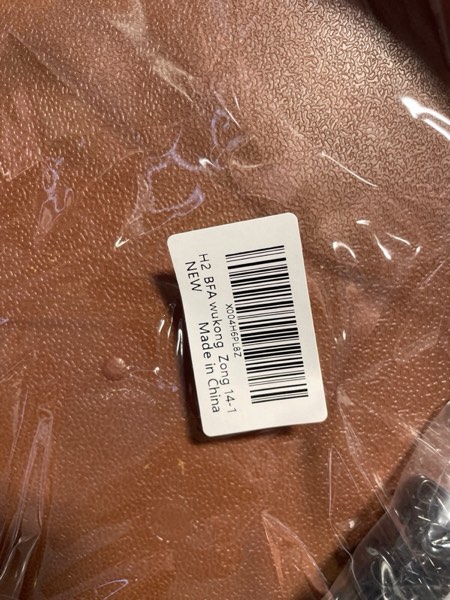 X004H6PL8Z
H2 BFA wukong Zong 14-1
NEW Made in China